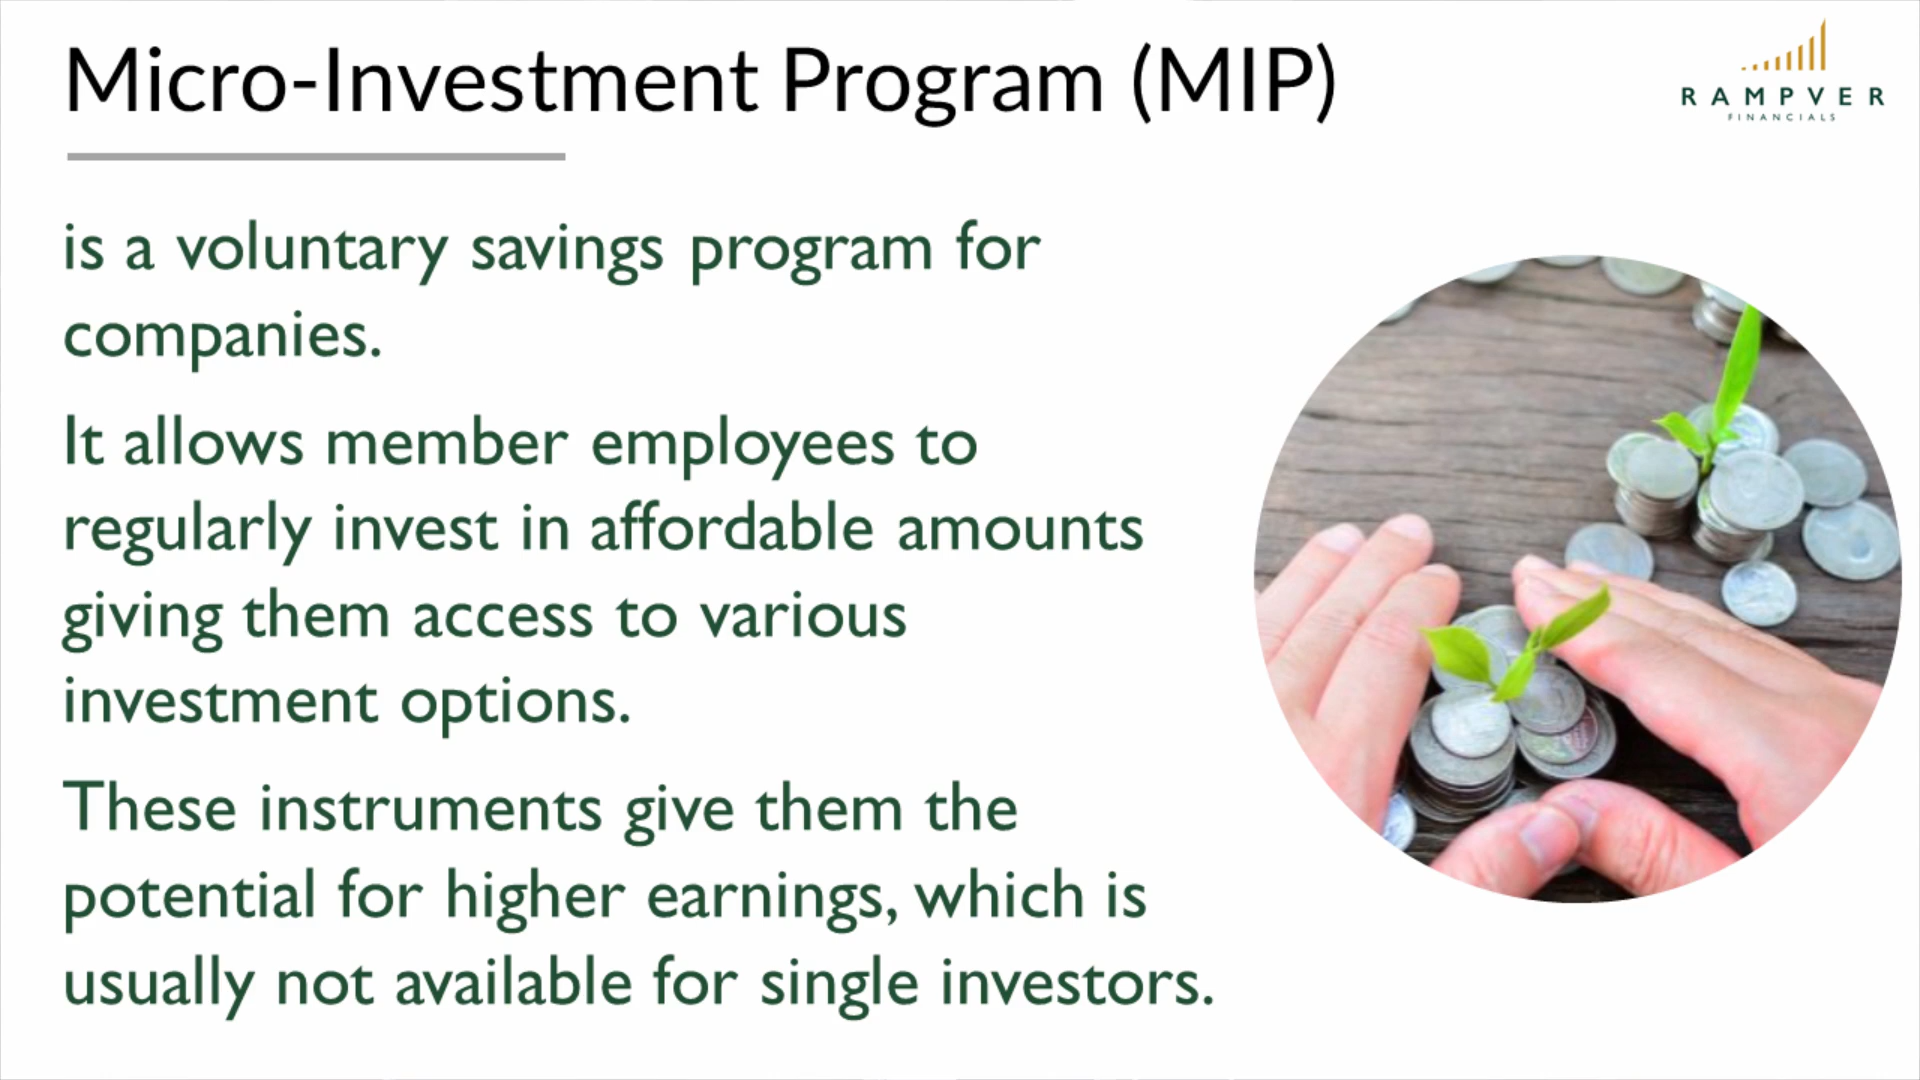 Micro-Investment Program (MIP)
RAMPVER
FINANCIALS
is a voluntary savings program for
companies.
It allows member employees to
regularly invest in affordable amounts
giving them access to various
investment options.
These instruments give them the
potential for higher earnings, which is
usually not available for single investors.